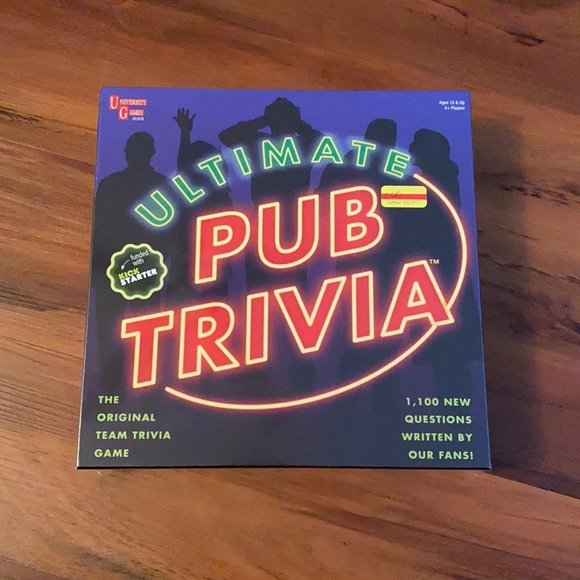 UNIVERSITY
GAMES
Ages 12 & Up
4+ Players
ULTIMATE
PUB
TRIVIA™
funded
with
KICK
STARTER
THE
ORIGINAL
TEAM TRIVIA
GAME
1,100 NEW
QUESTIONS
WRITTEN BY
OUR FANS!